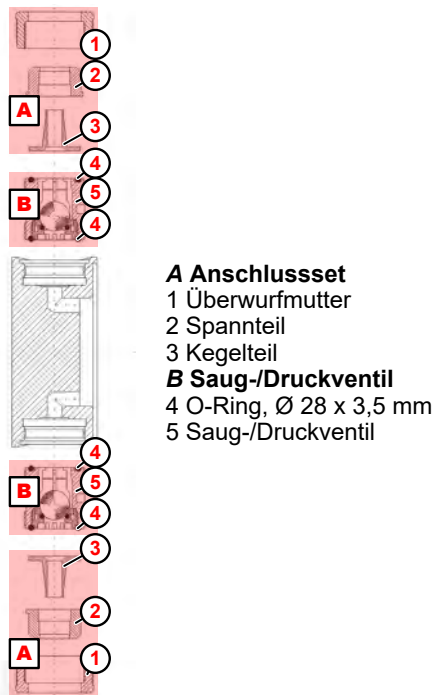 1
2
A
3
4
B
5
4
A Anschlussset
1 Überwurfmutter
2 Spannteil
3 Kegelteil
B Saug-/Druckventil
4 O-Ring, Ø 28 x 3,5 mm
5 Saug-/Druckventil
4
B
5
4
3
2
A
1